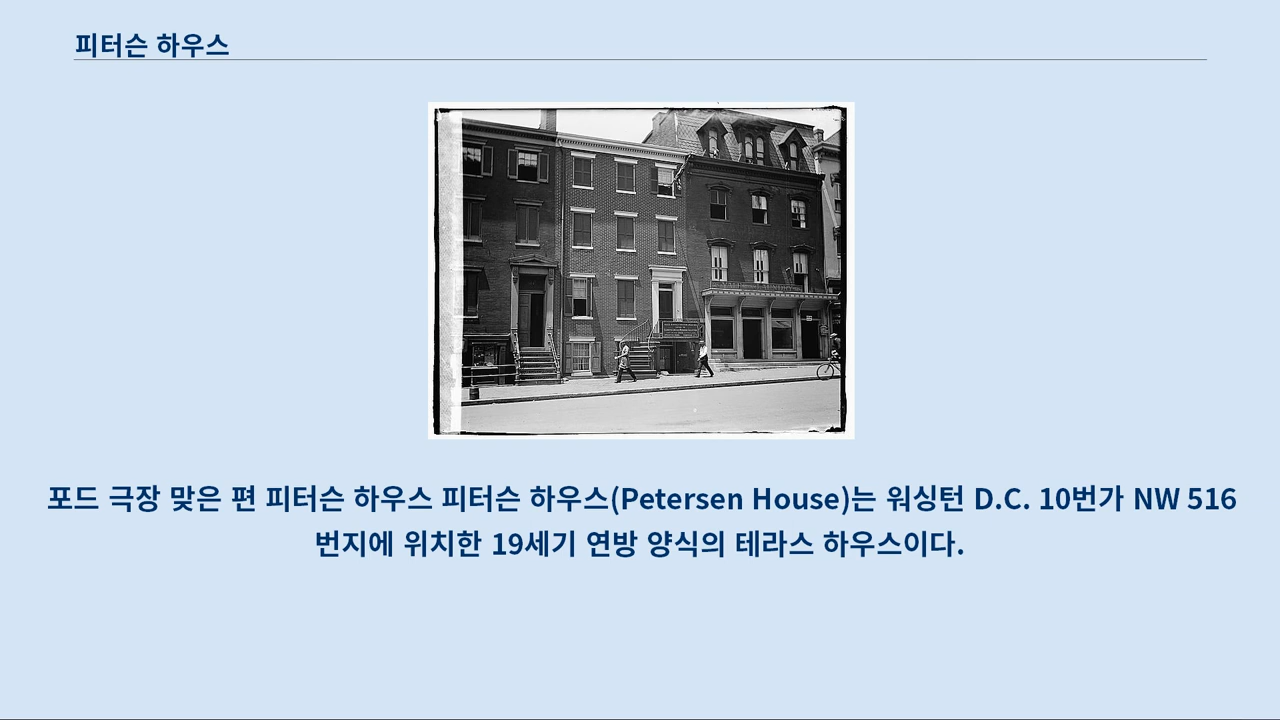 피터슨 하우스
포드 극장 맞은 편 피터슨 하우스 피터슨 하우스(Petersen House)는 워싱턴 D.C. 10번가 NW 516
번지에 위치한 19세기 연방 양식의 테라스 하우스이다.